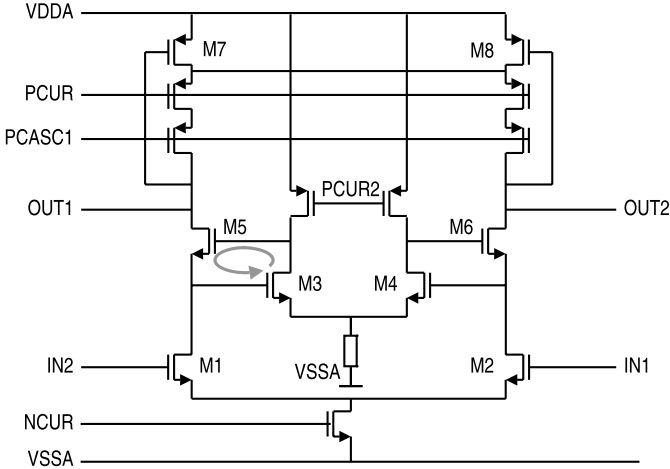 VDDA
M7
M8
PCUR
PCASC1
PCUR2
OUT1
OUT2
M5
M6
M3
M4
IN2
M1
VSSA
M2
IN1
NCUR
VSSA